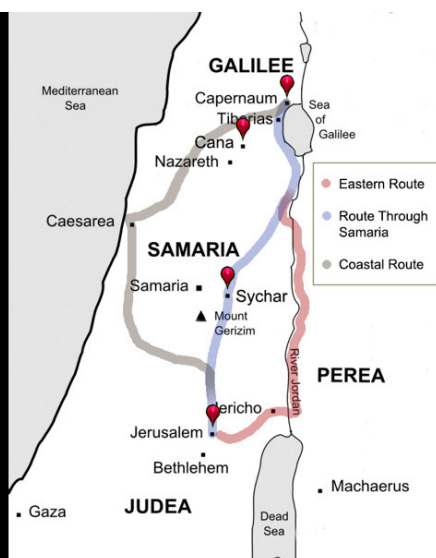 GALILEE
Mediterranean
Sea
Capernaum
Tiberias
Sea
of
Galilee
Cana
Nazareth
Eastern Route
Route Through
Samaria
Coastal Route
Caesarea
SAMARIA
Samaria
Sychar
Mount
Gerizim
River Jordan
PEREA
Jericho
Jerusalem
Bethlehem
Machaerus
JUDEA
Gaza
Dead
Sea